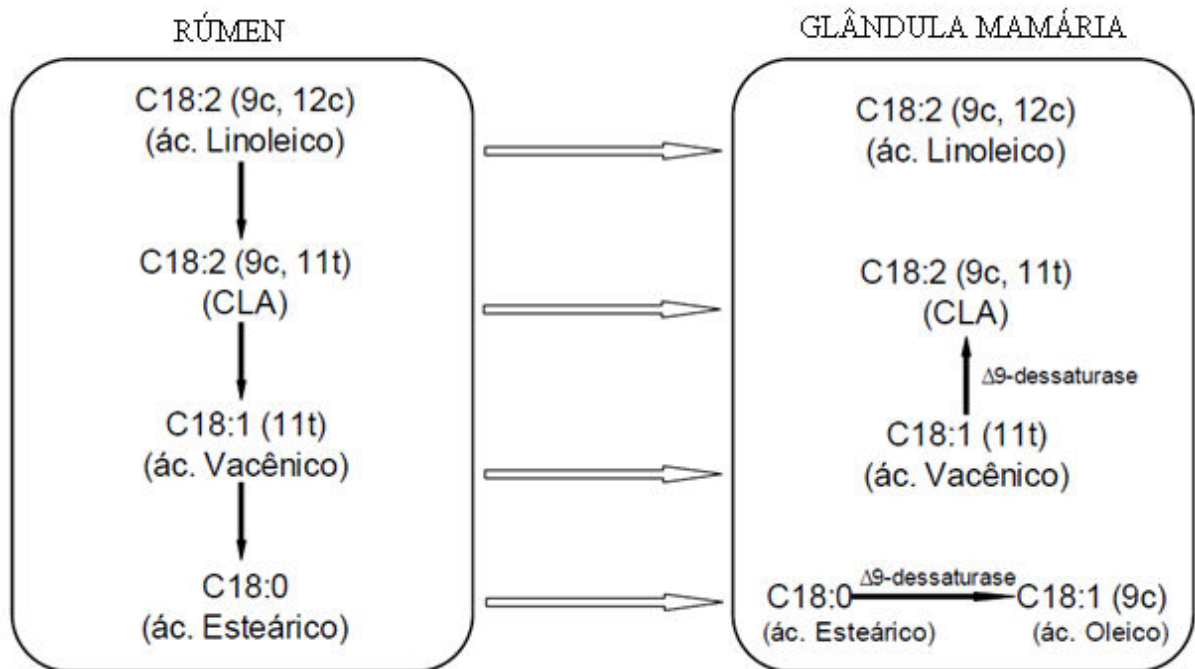 RÚMEN
C18:2 (9c, 12c)
(ác. Linoleico)
C18:2 (9c, 11t)
(CLA)
C18:1 (11t)
(ác. Vacênico)
C18:0
(ác. Esteárico)
GLÂNDULA MAMÁRIA
C18:2 (9c, 12c)
(ác. Linoleico)
C18:2 (9c, 11t)
(CLA)
Δ9-dessaturase
C18:1 (11t)
(ác. Vacênico)
Δ9-dessaturase
C18:0 C18:1 (9c)
(ác. Esteárico) (ác. Oleico)